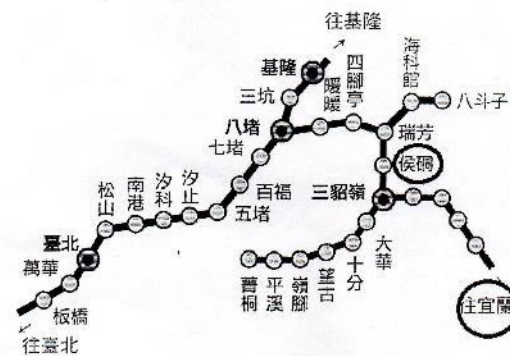 往基隆
基隆
三坑
八堵
七堵
暖暖
四腳亭
海科館
八斗子
瑞芳
侯硐
三貂嶺
百福
五堵
汐止
汐科
南港
松山
臺北
萬華
板橋
往臺北
大華
十分
望古
嶺腳
平溪
菁桐
往宜蘭